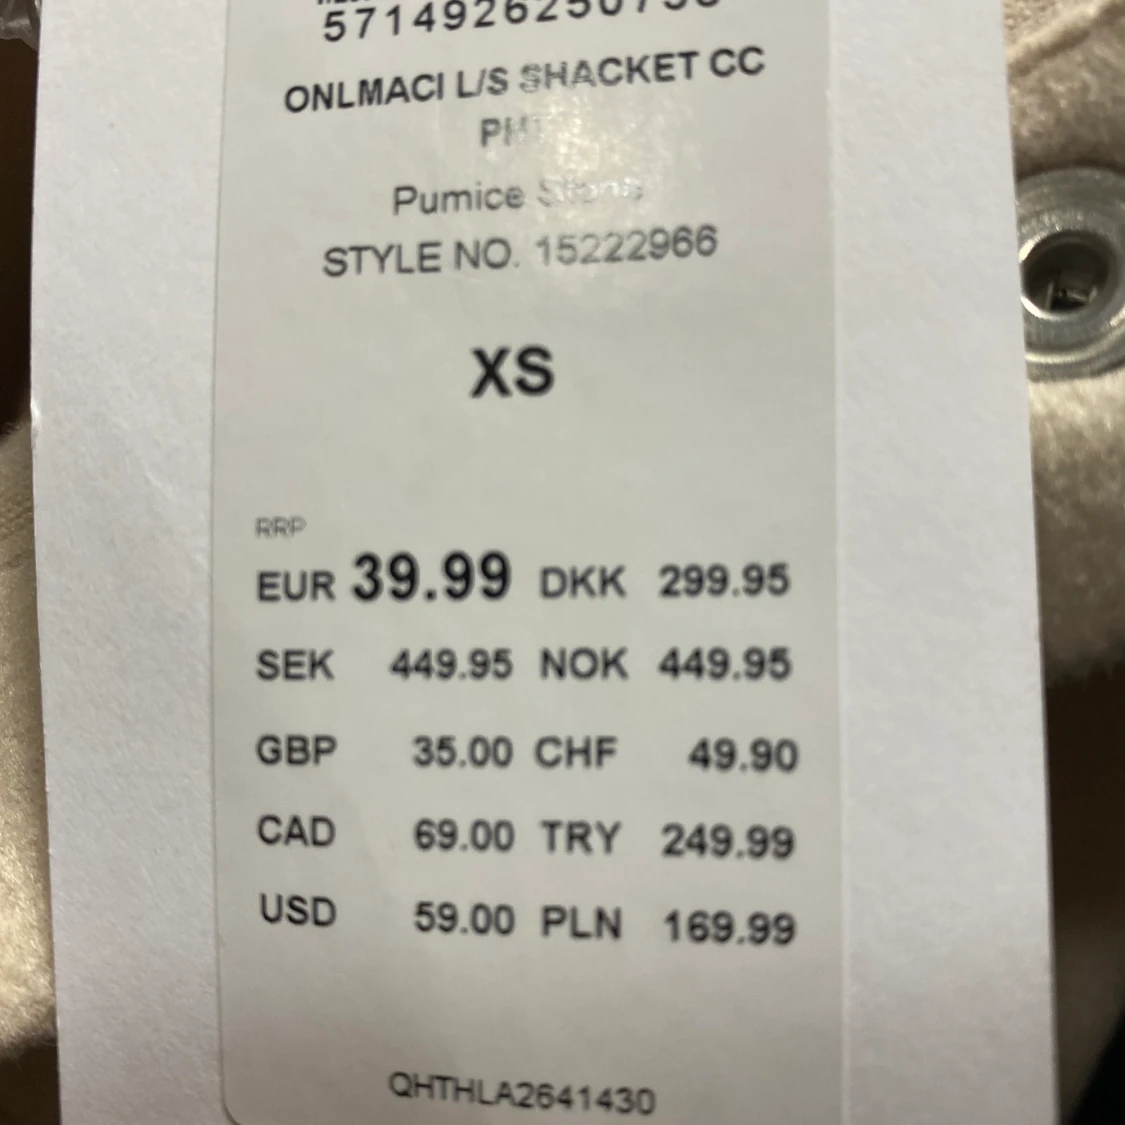 ONLMACI L/S SHACKET CC
Pumice
STYLE NO. 15222966
XS
RRP
EUR 39.99 DKK 299.95
SEK 449.95 NOK 449.95
GBP 35.00 CHF 49.90
CAD 69.00 TRY 249.99
USD 59.00 PLN 169.99
QHTHLA2641430